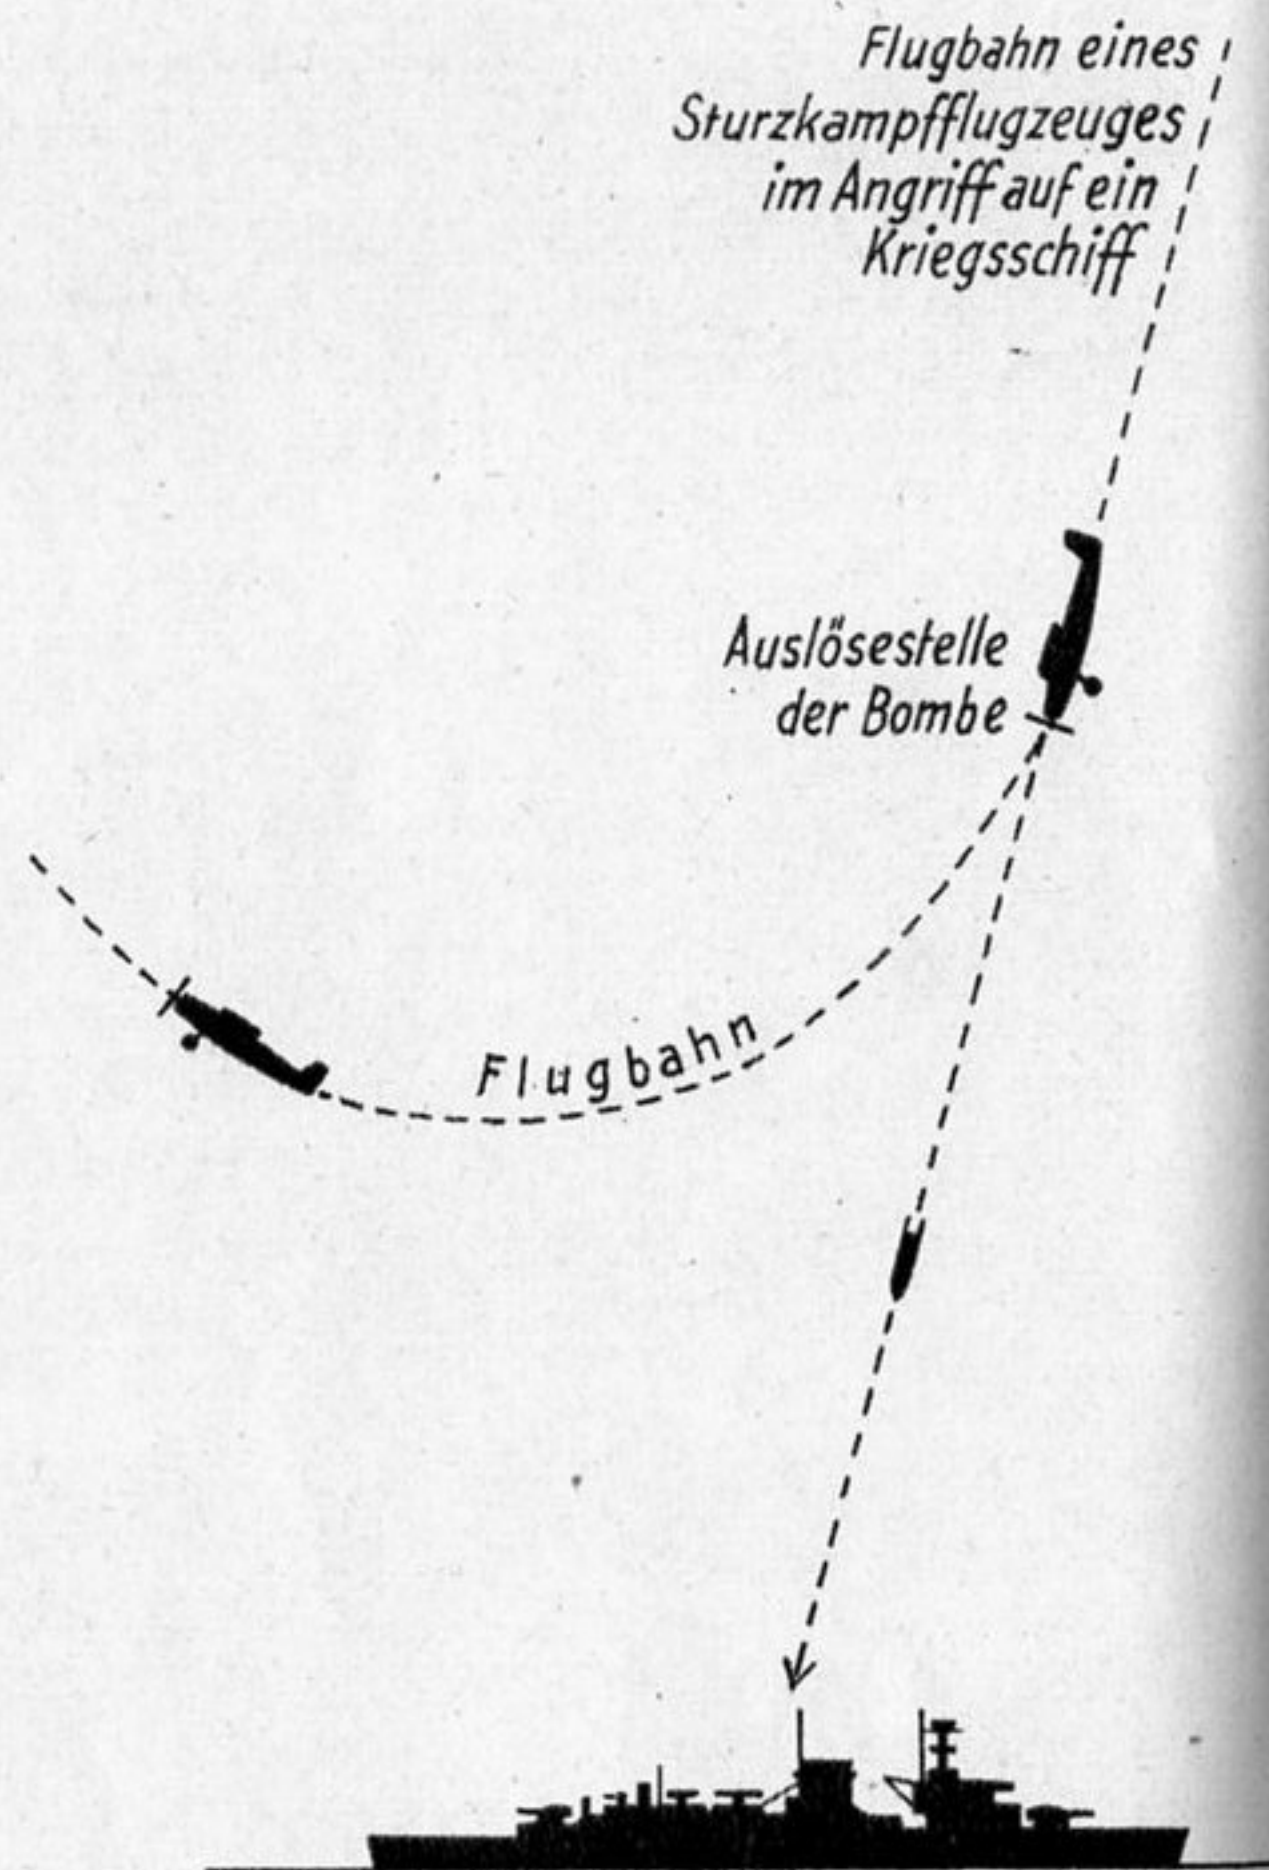 Flugbahn eines
Sturzkampfflugzeuges
im Angriff auf ein
Kriegsschiff
Auslösestelle
der Bombe
Flugbahn